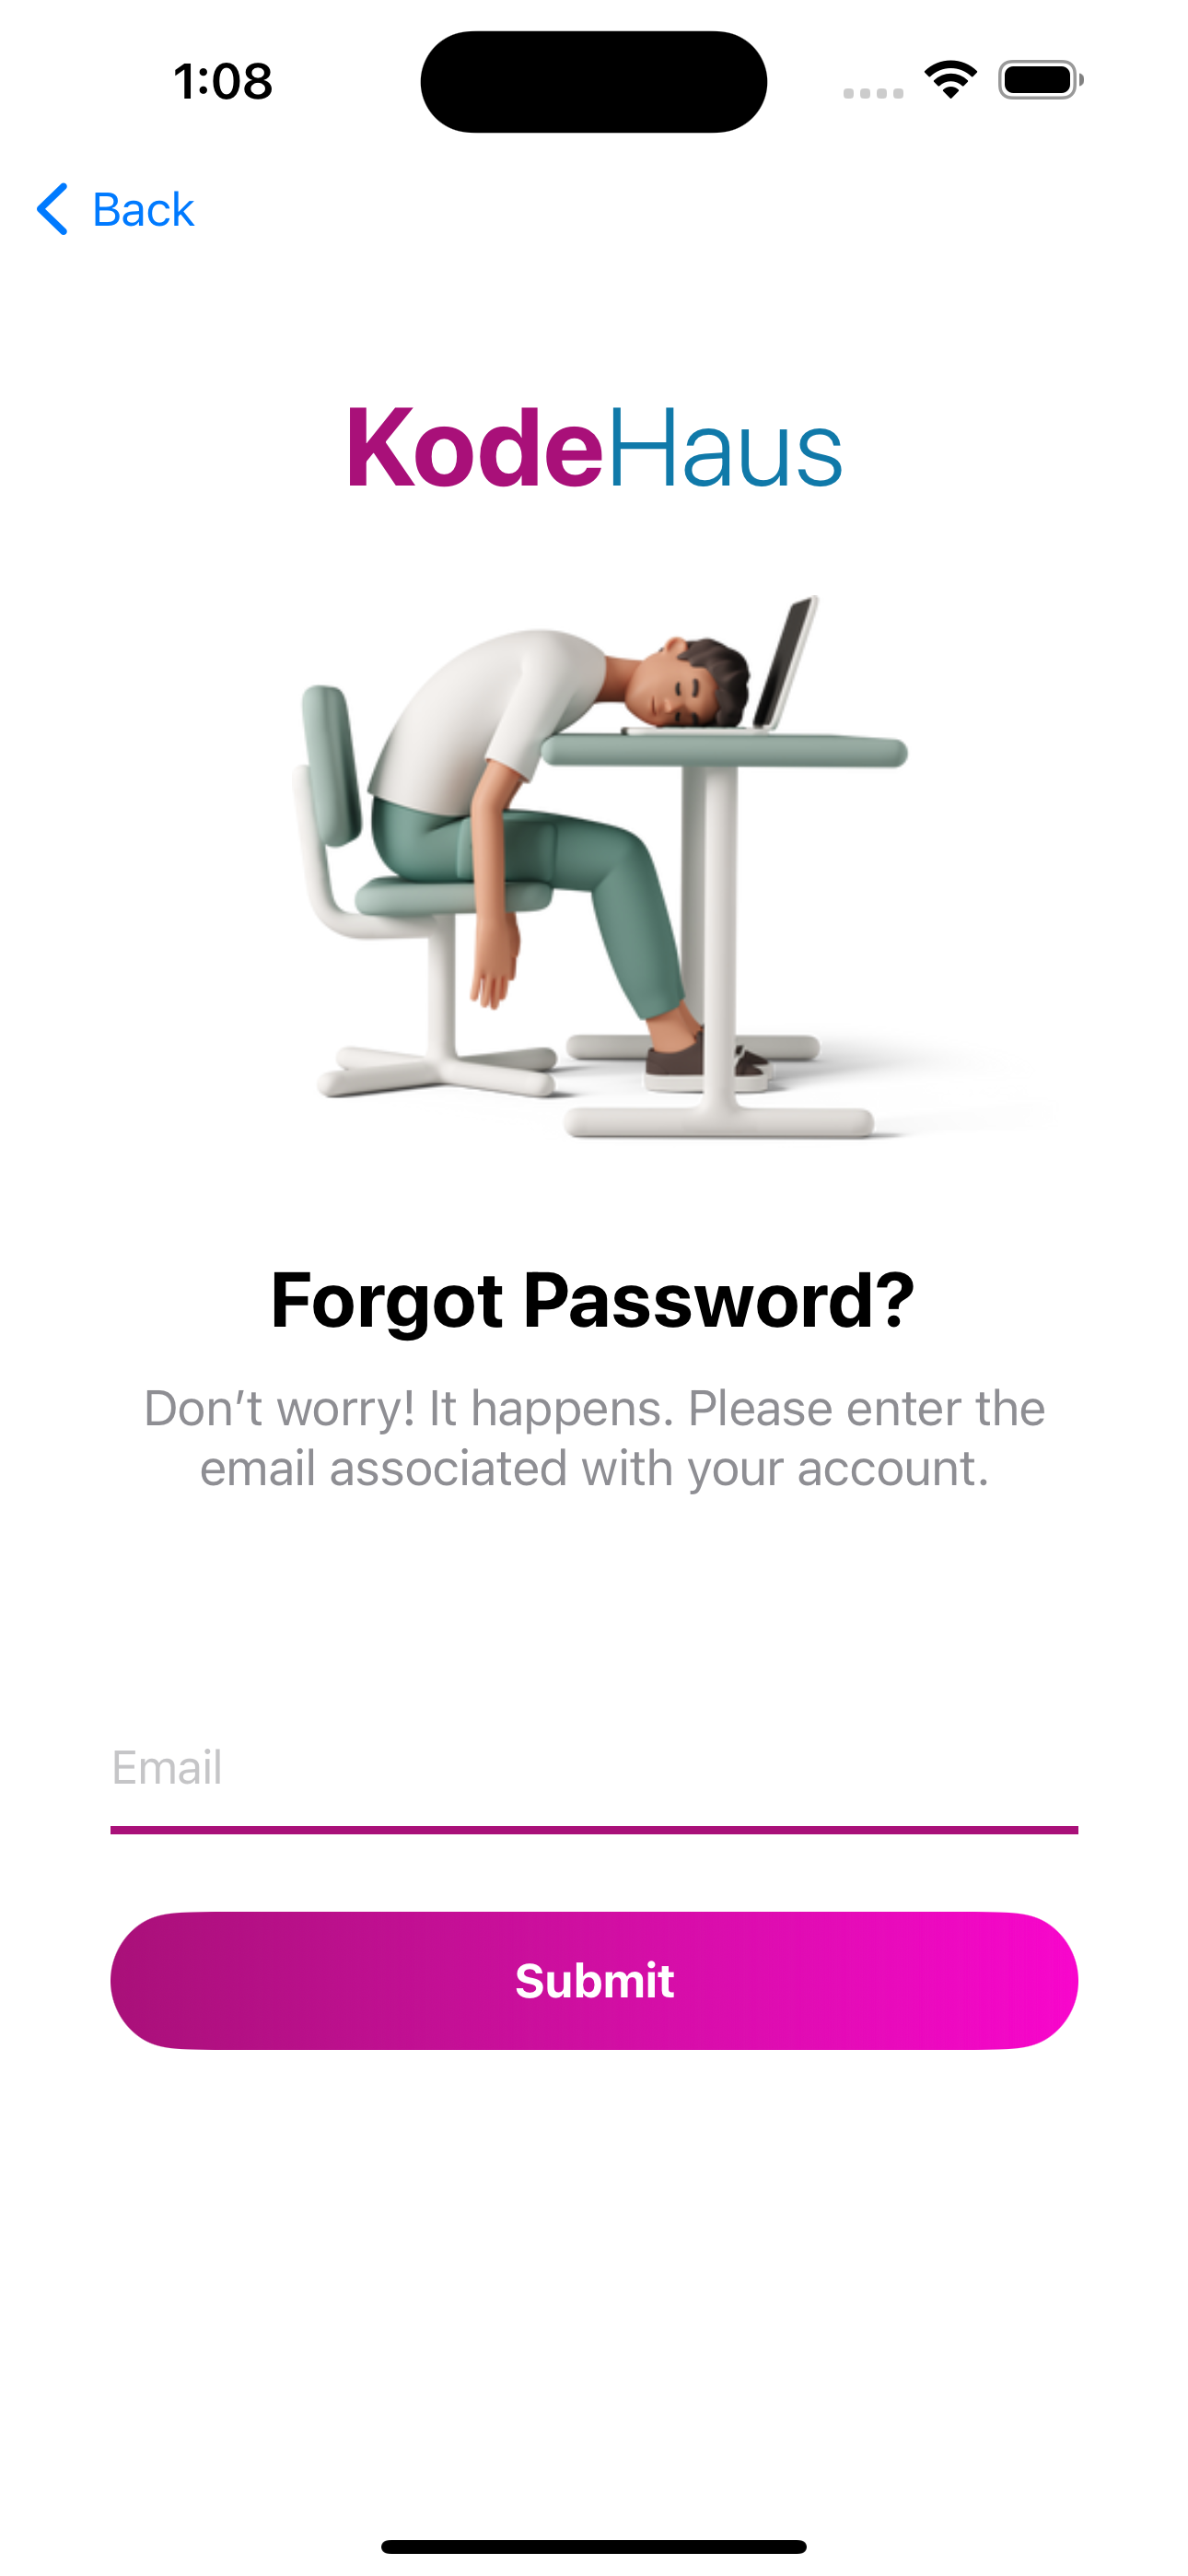 1:08
Back
KodeHaus
Forgot Password?
Don’t worry! It happens. Please enter the
email associated with your account.
Email
Submit